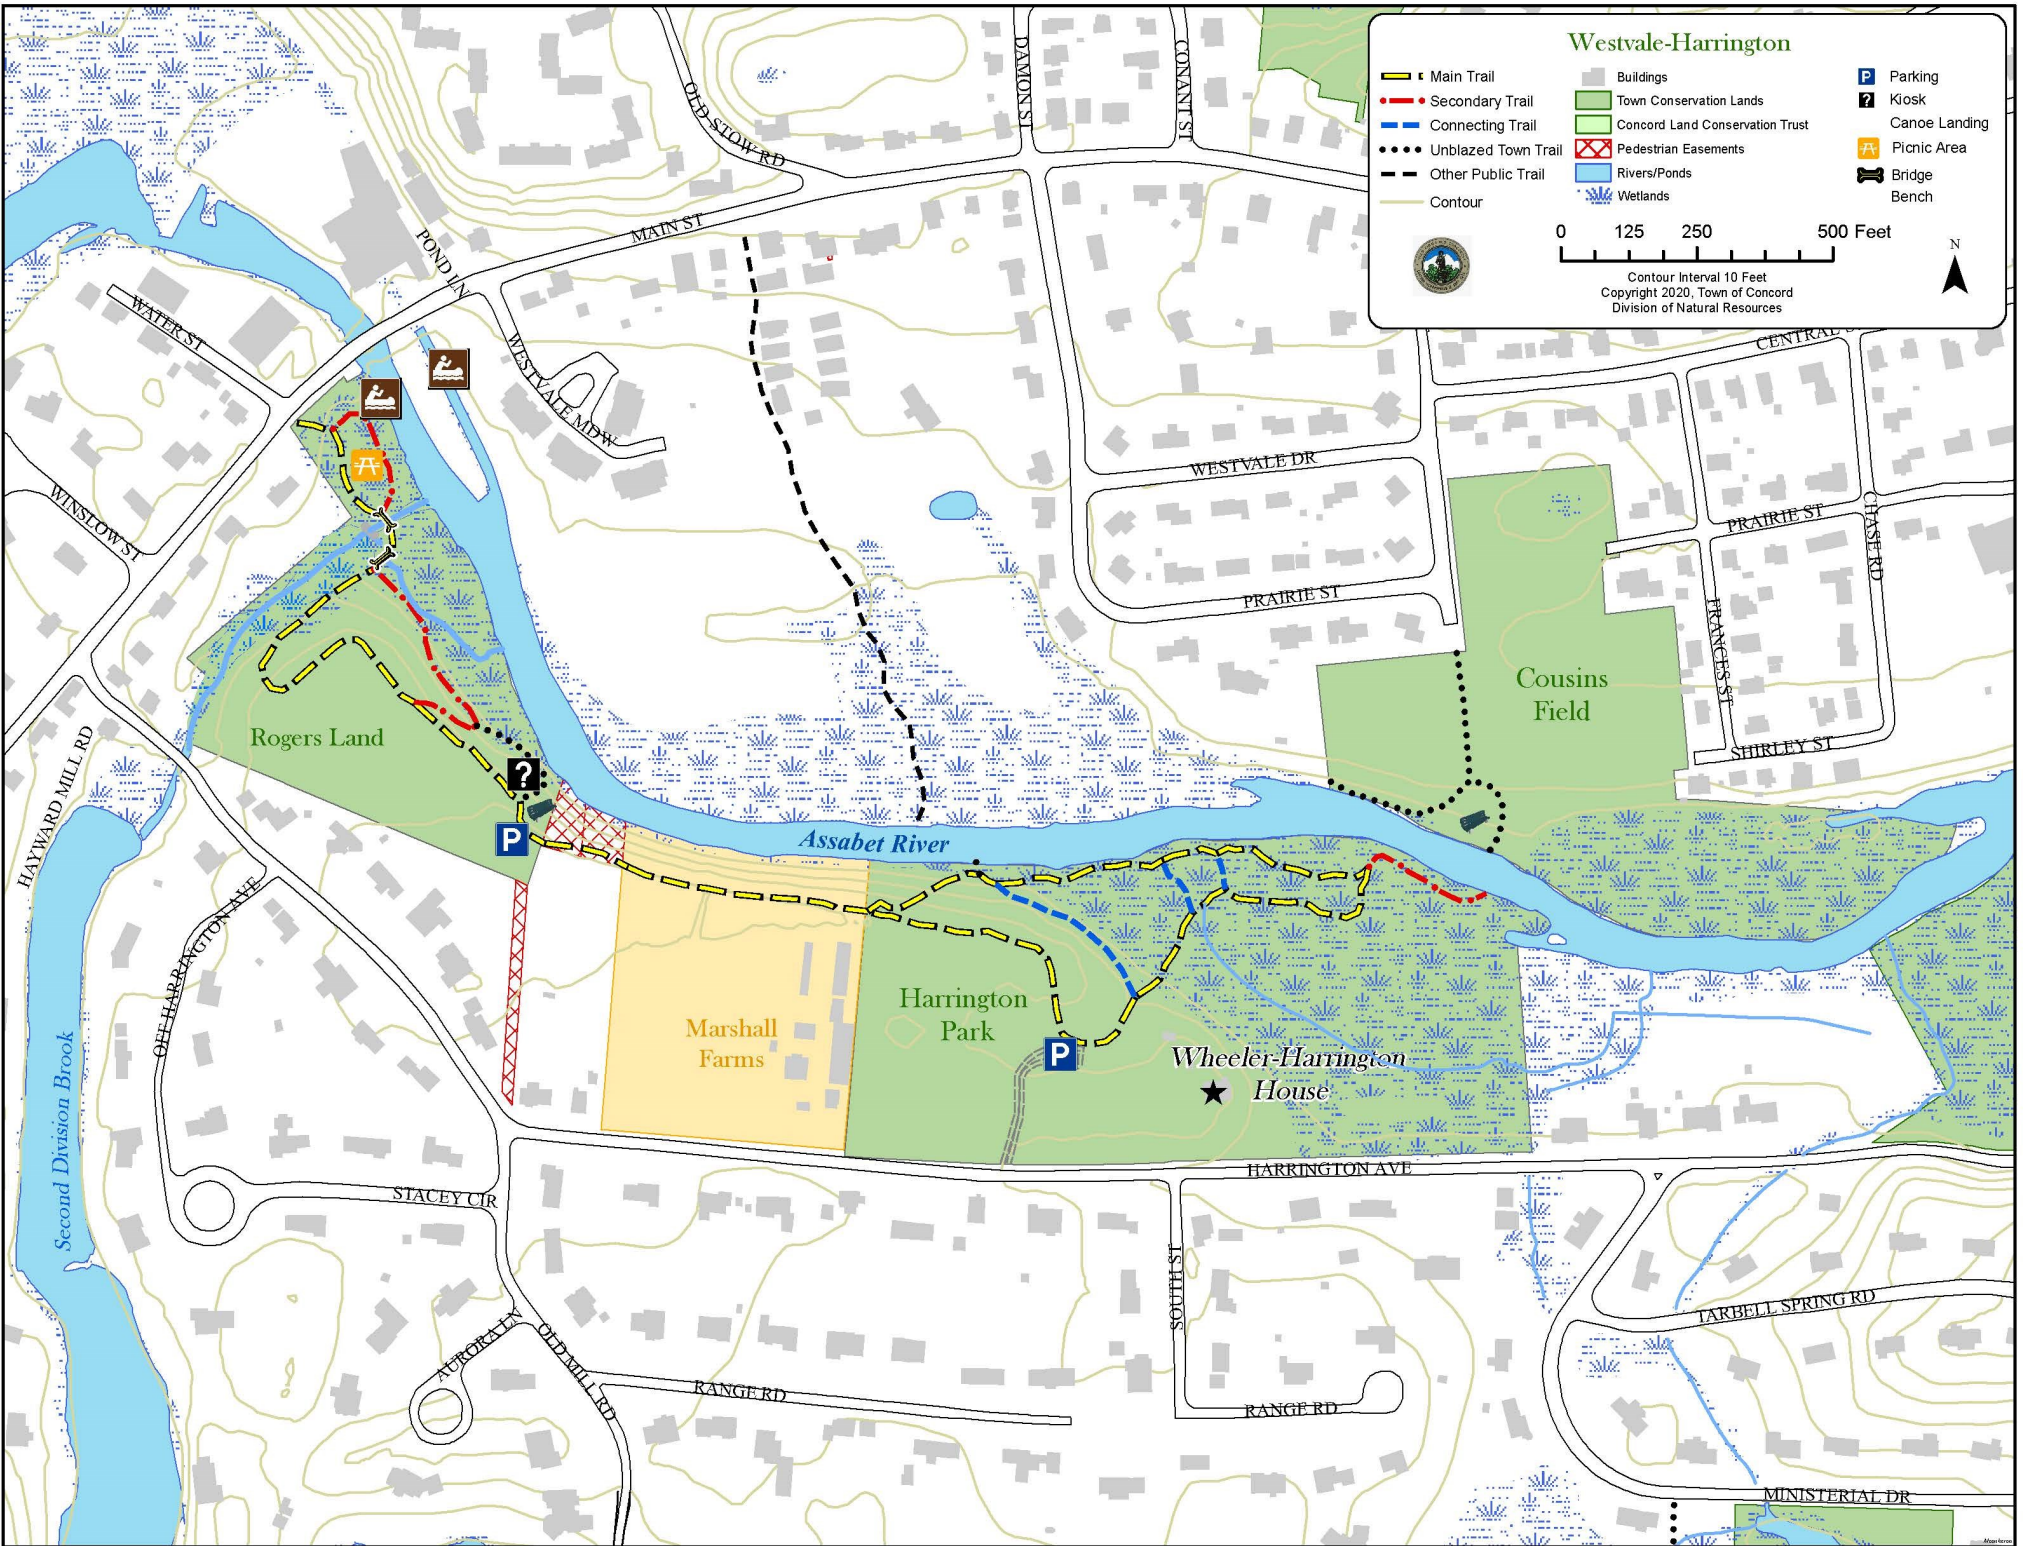 Westvale-Harrington
Main Trail
Secondary Trail
Connecting Trail
Unblazed Town Trail
Other Public Trail
Contour
Buildings
Town Conservation Lands
Concord Land Conservation Trust
Pedestrian Easements
Rivers/Ponds
Wetlands
P Parking
? Kiosk
Canoe Landing
Picnic Area
Bridge
Bench
0 125 250 500 Feet
Contour Interval 10 Feet
Copyright 2020, Town of Concord
Division of Natural Resources
N
DAMON ST
CONANT ST
OLD STOW RD
MAIN ST
POND LN
WATER ST
WESTVALE MDW
CENTRAL S
WESTVALE DR
WINSLOW ST
PRAIRIE ST
CHASE RD
PRAIRIE ST
FRANCES ST
Cousins
Field
SHIRLEY ST
Rogers Land
HAYWARD MILL RD
?
P
Assabet River
OFF HARRINGTON AVE
Harrington
Park
Marshall
Farms
P
Wheeler-Harrington
House
Second Division Brook
HARRINGTON AVE
STACEY CIR
SOUTH ST
TARBELL SPRING RD
AURORA LN
OLD MILL RD
RANGE RD
RANGE RD
MINISTERIAL DR